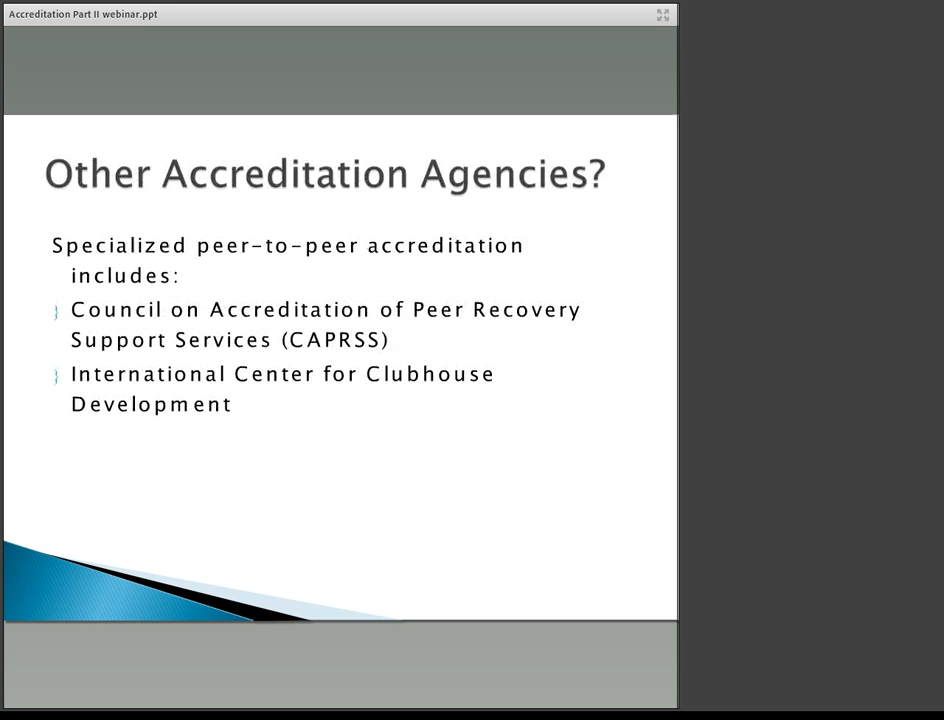 Accreditation Part II webinar.ppt
Other Accreditation Agencies?
Specialized peer-to-peer accreditation
includes:
} Council on Accreditation of Peer Recovery
Support Services (CAPRSS)
} International Center for Clubhouse
Development